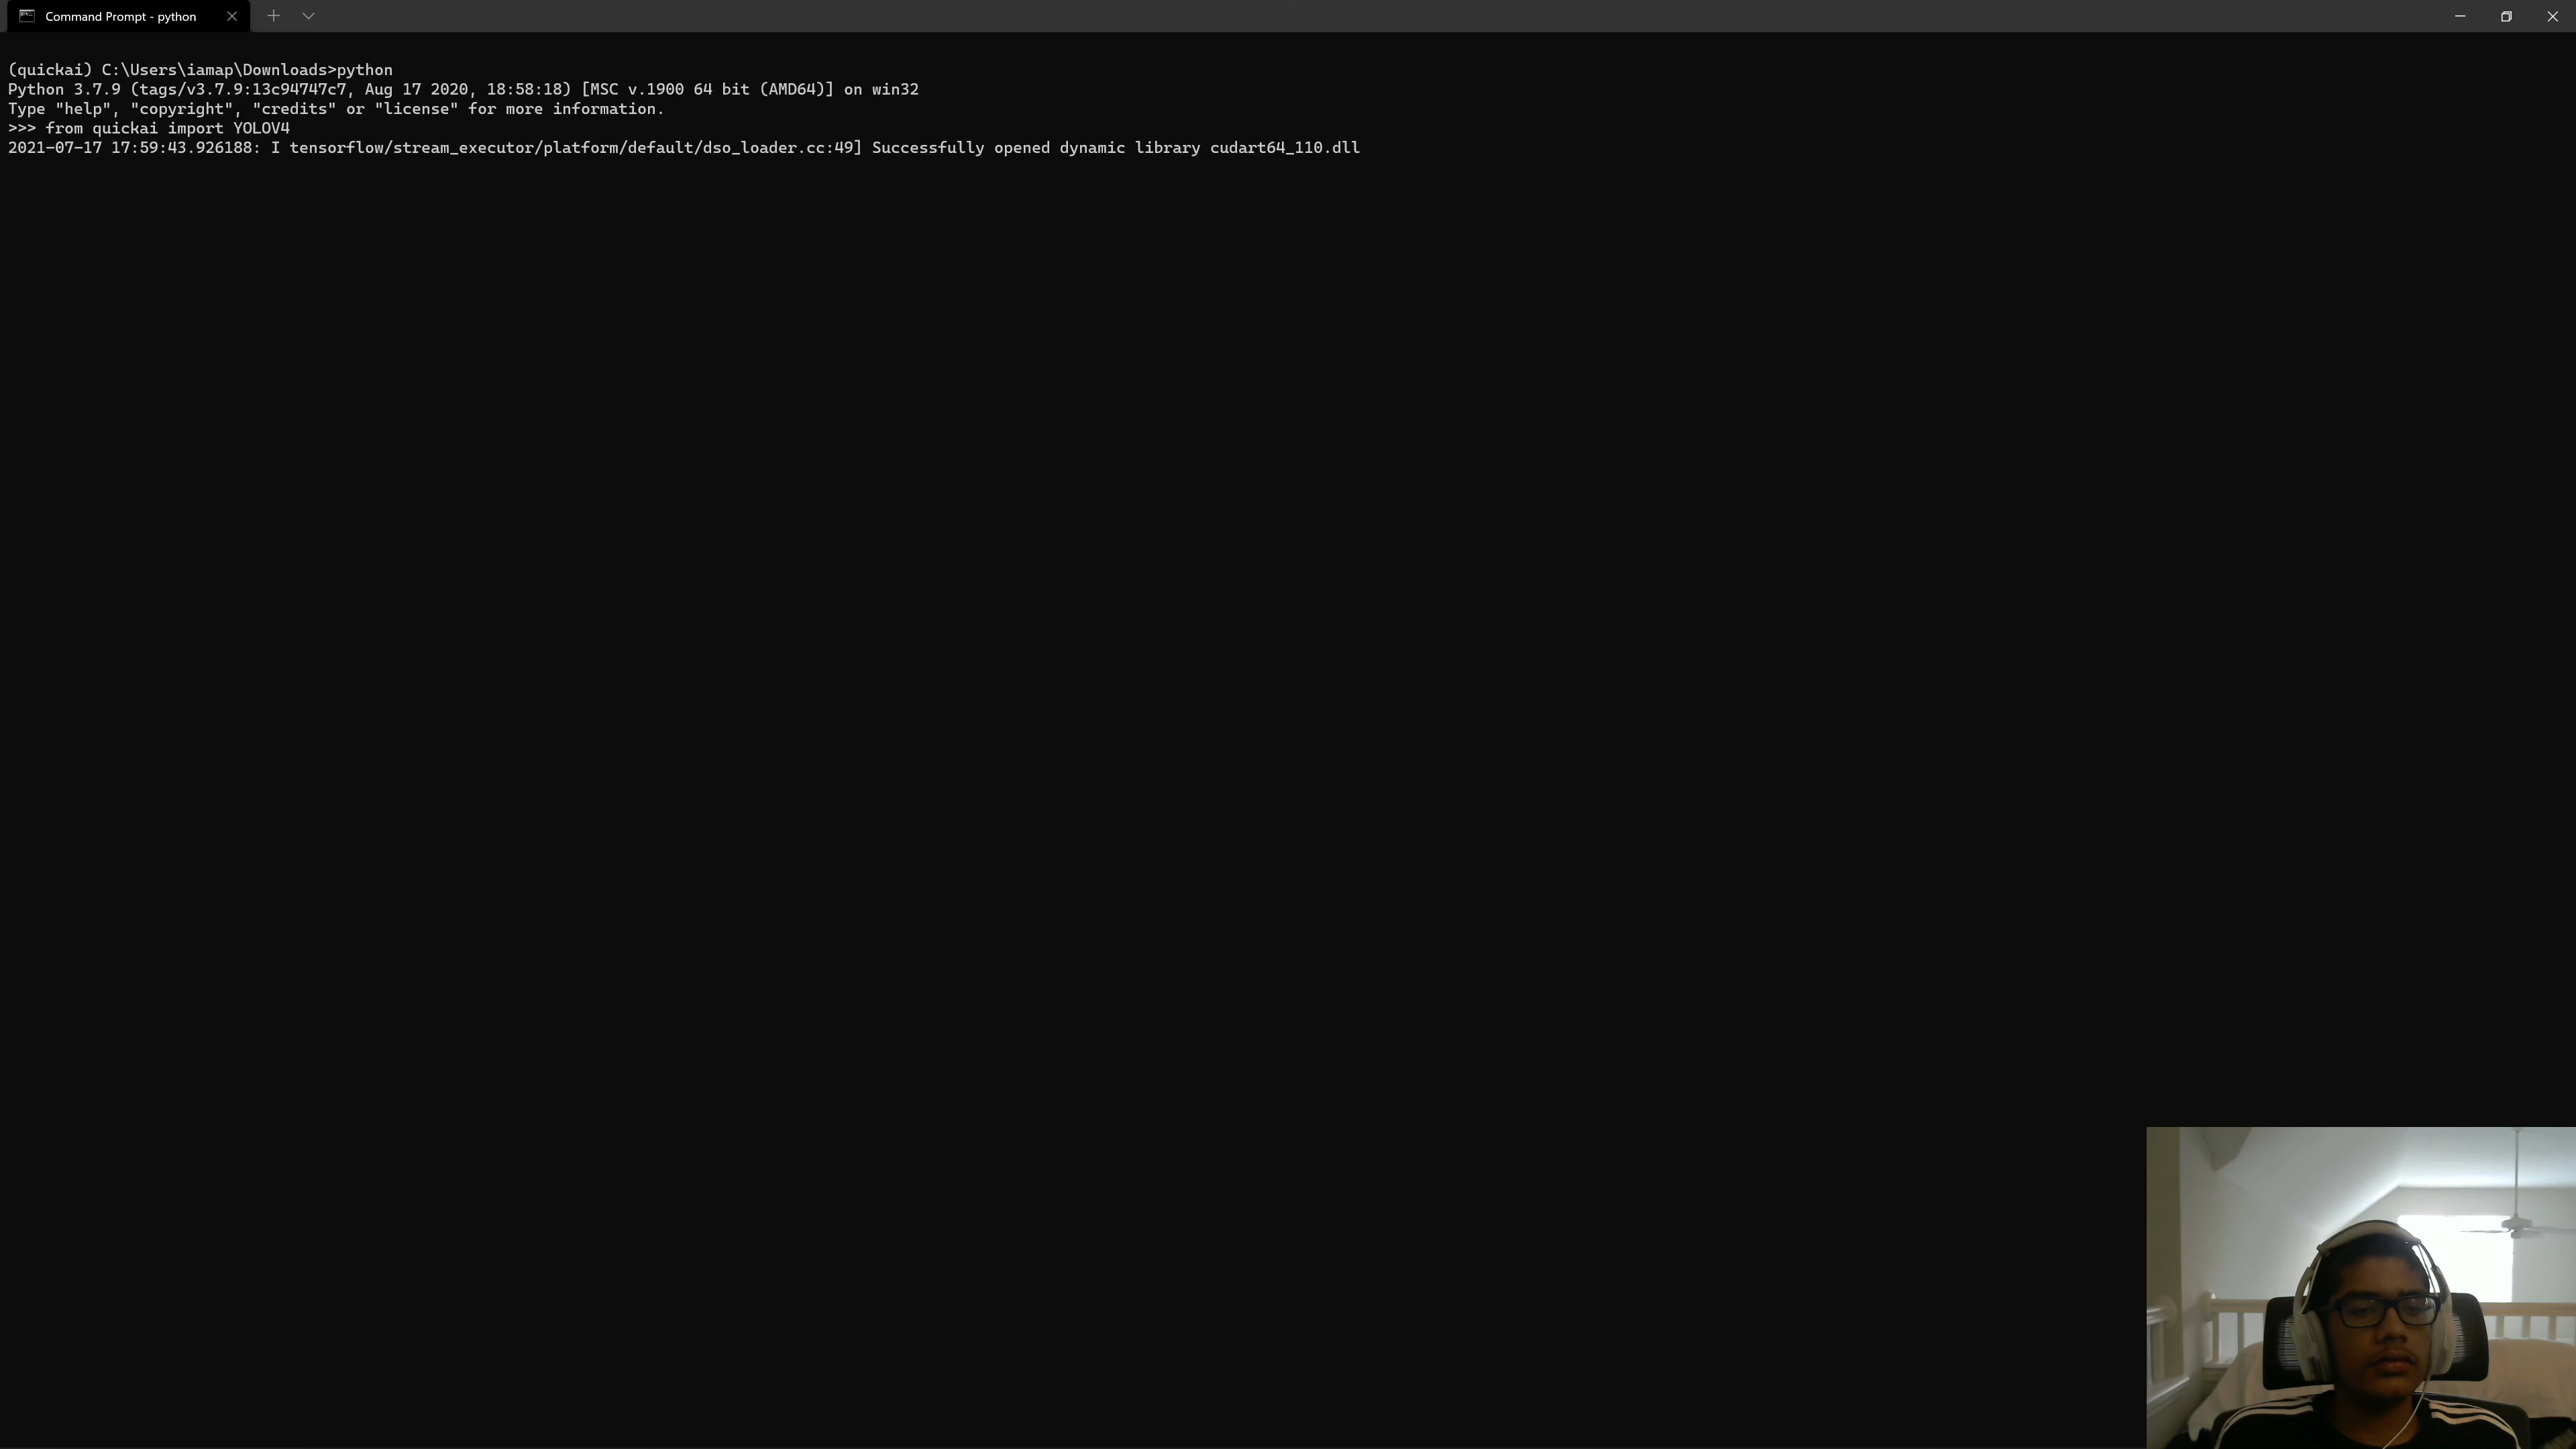 Command Prompt - python
(quickai) C:\Users\iamap\Downloads>python
Python 3.7.9 (tags/v3.7.9:13c94747c7, Aug 17 2020, 18:58:18) [MSC v.1900 64 bit (AMD64)] on win32
Type "help", "copyright", "credits" or "license" for more information.
>>> from quickai import YOLOV4
2021-07-17 17:59:43.926188: I tensorflow/stream_executor/platform/default/dso_loader.cc:49] Successfully opened dynamic library cudart64_110.dll